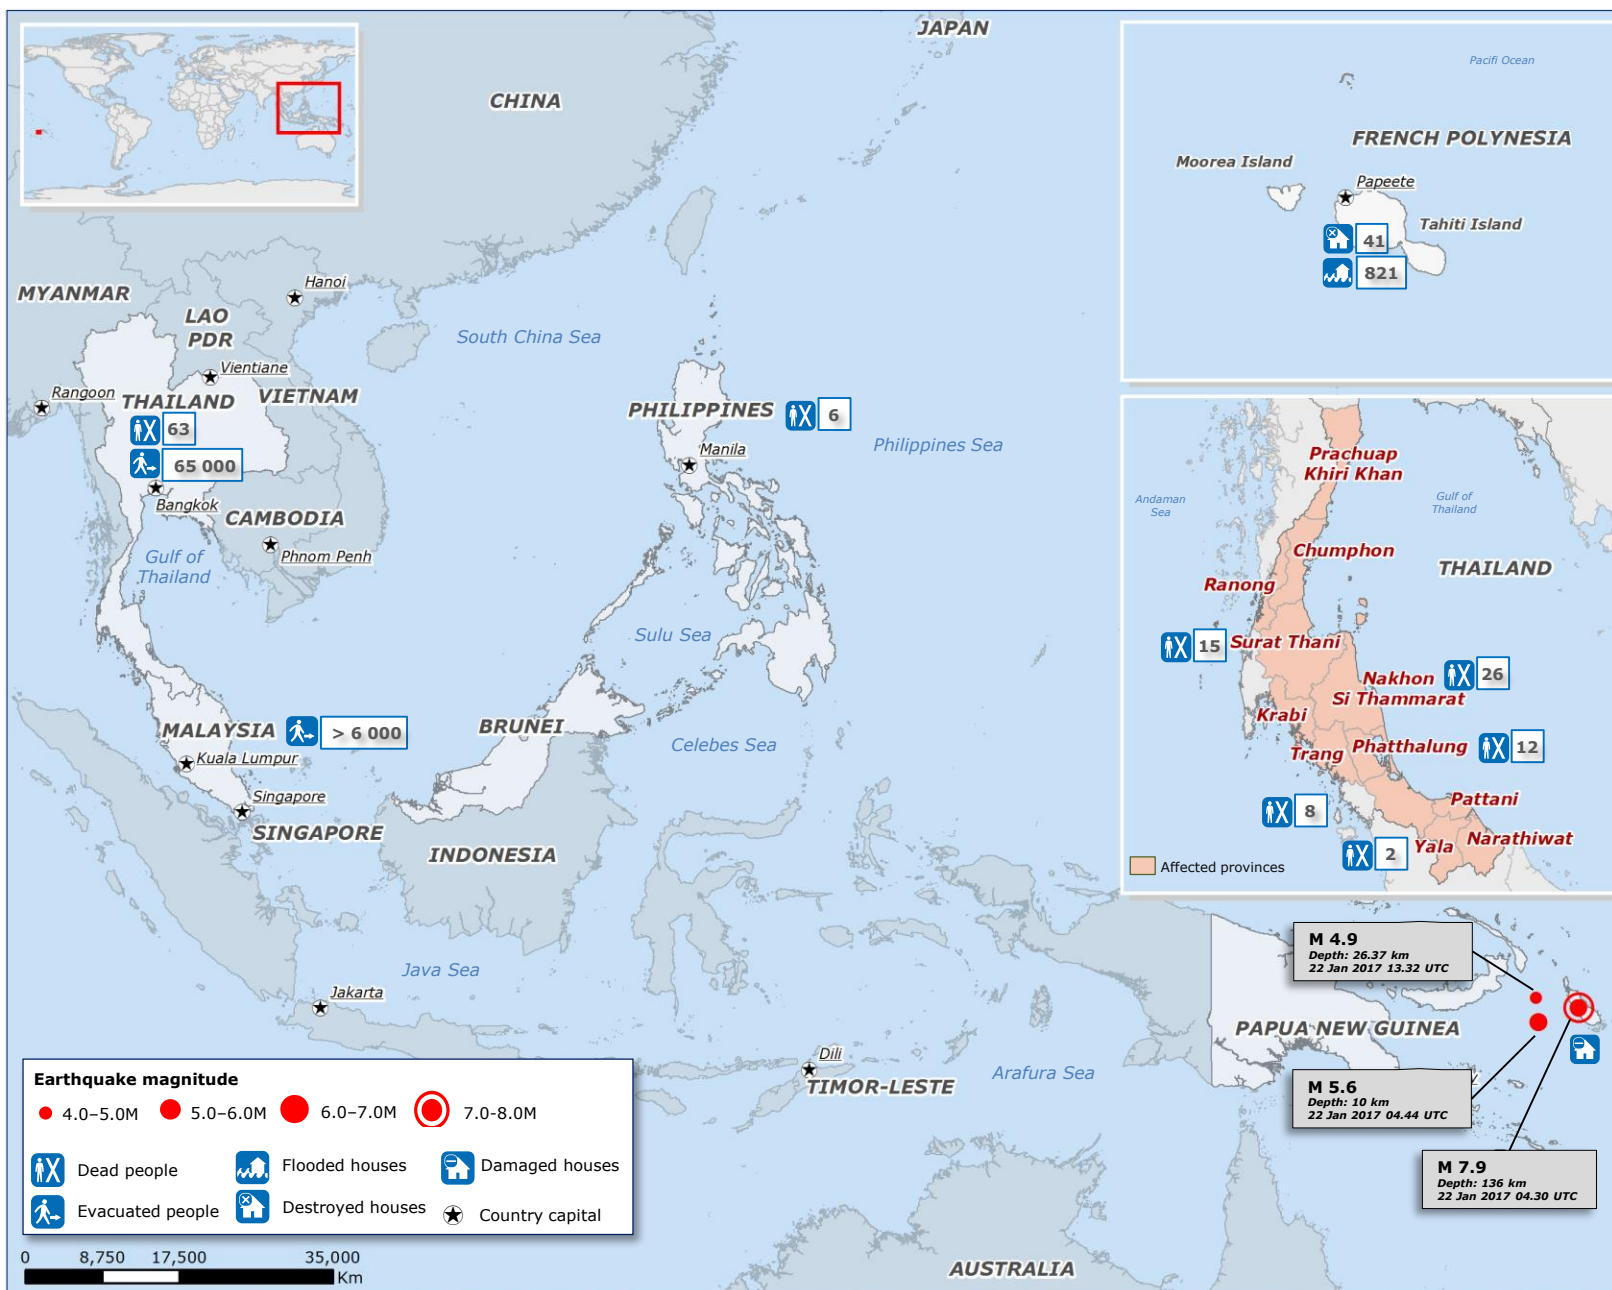 JAPAN
CHINA
MYANMAR
Hanoi
LAO
PDR
Vientiane
Rangoon
THAILAND
VIETNAM
63
65 000
Bangkok
CAMBODIA
Phnom Penh
Gulf of
Thailand
South China Sea
PHILIPPINES
6
Manila
Philippines Sea
Sulu Sea
MALAYSIA
> 6 000
Kuala Lumpur
BRUNEI
Celebes Sea
Singapore
SINGAPORE
INDONESIA
Java Sea
Jakarta
Dili
TIMOR-LESTE
Arafura Sea
PAPUA NEW GUINEA
AUSTRALIA
Pacifi Ocean
FRENCH POLYNESIA
Moorea Island
Papeete
Tahiti Island
41
821
Prachuap
Khiri Khan
Andaman
Sea
Gulf of
Thailand
Chumphon
THAILAND
Ranong
15
Surat Thani
Nakhon
Si Thammarat
26
Krabi
Trang
Phatthalung
12
8
Pattani
2
Yala
Narathiwat
Affected provinces
M 4.9
Depth: 26.37 km
22 Jan 2017 13.32 UTC
M 5.6
Depth: 10 km
22 Jan 2017 04.44 UTC
M 7.9
Depth: 136 km
22 Jan 2017 04.30 UTC
Earthquake magnitude
4.0–5.0M
5.0–6.0M
6.0–7.0M
7.0-8.0M
Dead people
Flooded houses
Damaged houses
Evacuated people
Destroyed houses
Country capital
0 8,750 17,500 35,000
Km